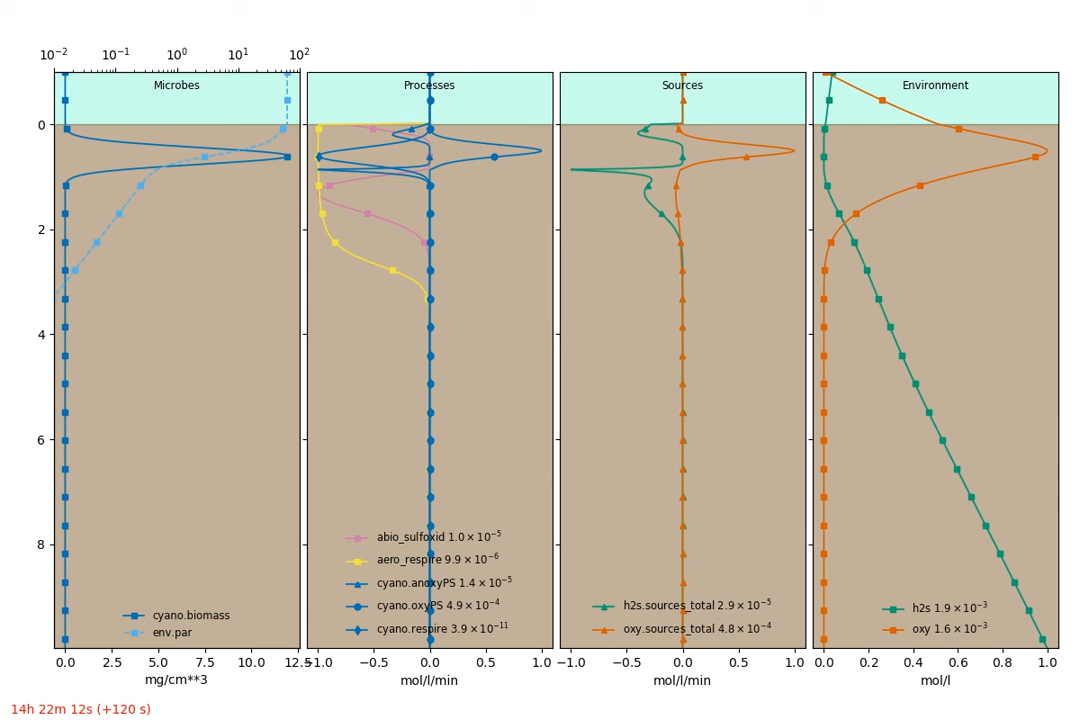 10⁻² 10⁻¹ 10⁰ 10¹ 10²
Microbes Processes Sources Environment
0
2
4
6
8
abio_sulfoxid 1.0 × 10⁻⁵
aero_respire 9.9 × 10⁻⁶
cyano.anoxyPS 1.4 × 10⁻⁵
cyano.oxyPS 4.9 × 10⁻⁴
cyano.respire 3.9 × 10⁻¹¹
cyano.biomass
env.par
h2s.sources_total 2.9 × 10⁻⁵
oxy.sources_total 4.8 × 10⁻⁴
h2s 1.9 × 10⁻³
oxy 1.6 × 10⁻³
0.0 2.5 5.0 7.5 10.0 12.5 −1.0 −0.5 0.0 0.5 1.0 −1.0 −0.5 0.0 0.5 1.0 0.0 0.2 0.4 0.6 0.8 1.0
mg/cm**3 mol/l/min mol/l/min mol/l
14h 22m 12s (+120 s)